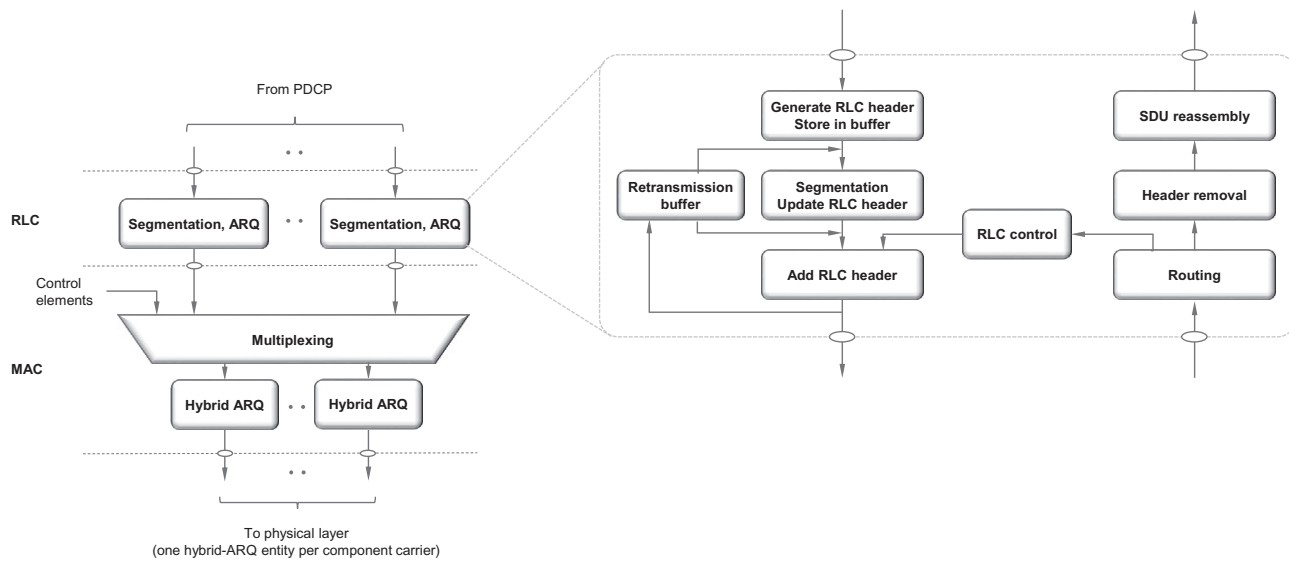 From PDCP
RLC
Segmentation, ARQ
Segmentation, ARQ
Control
elements
Multiplexing
MAC
Hybrid ARQ
Hybrid ARQ
To physical layer
(one hybrid-ARQ entity per component carrier)
Generate RLC header
Store in buffer
Retransmission
buffer
Segmentation
Update RLC header
Add RLC header
RLC control
SDU reassembly
Header removal
Routing